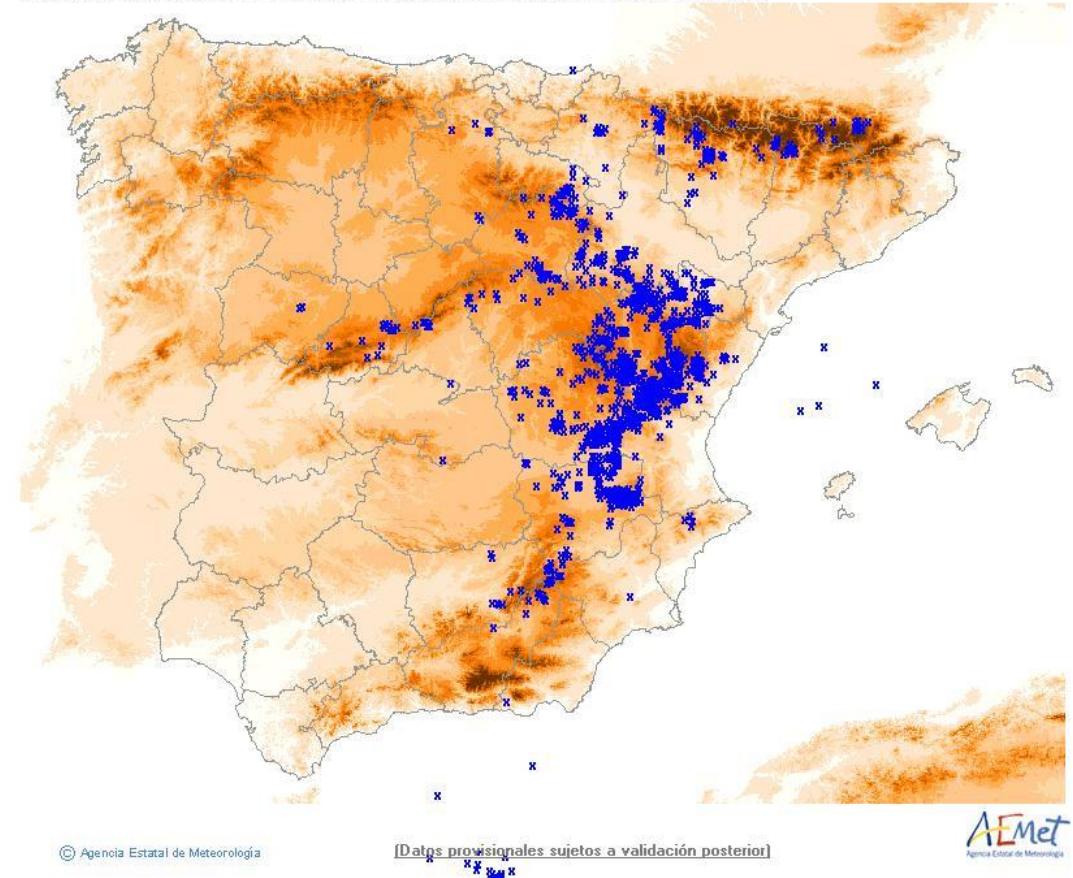 © Agencia Estatal de Meteorología
[Datos provisionales sujetos a validación posterior]
AEMet
Agencia Estatal de Meteorología